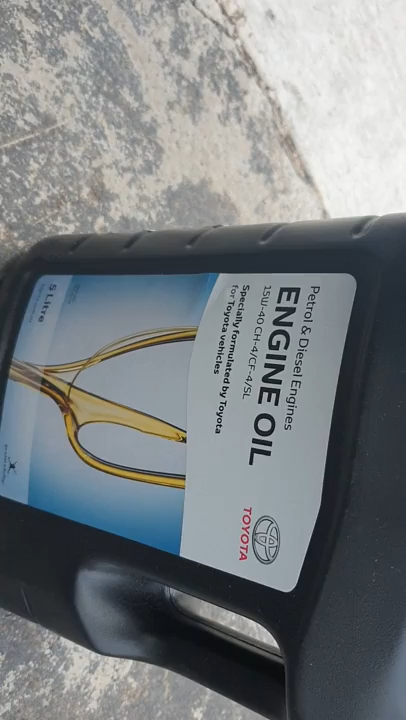 Petrol & Diesel Engines
ENGINE OIL
15W-40 CH-4/CF-4/SL
Specially formulated by Toyota
for Toyota vehicles
TOYOTA
5 Litre